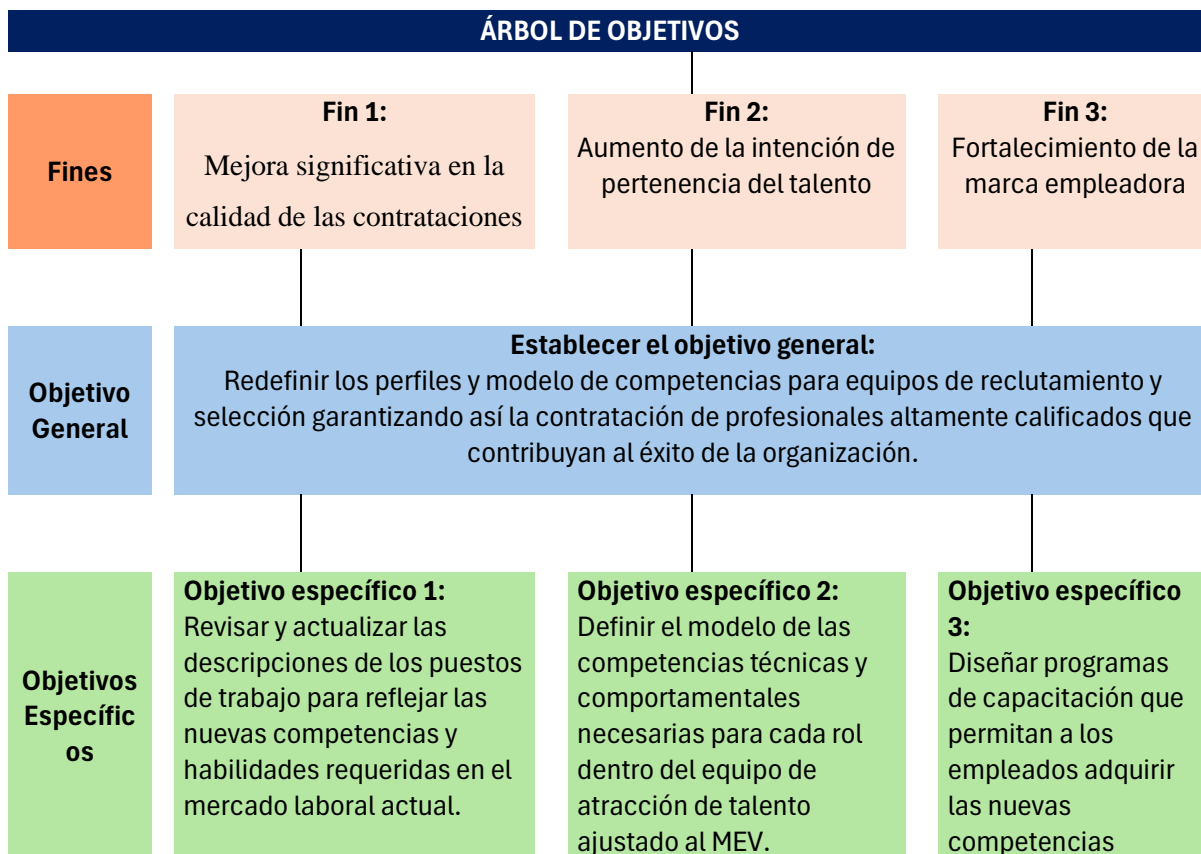 ÁRBOL DE OBJETIVOS
Fines
Fin 1:
Mejora significativa en la
calidad de las contrataciones
Fin 2:
Aumento de la intención de
pertenencia del talento
Fin 3:
Fortalecimiento de la
marca empleadora
Objetivo
General
Establecer el objetivo general:
Redefinir los perfiles y modelo de competencias para equipos de reclutamiento y
selección garantizando así la contratación de profesionales altamente calificados que
contribuyan al éxito de la organización.
Objetivos
Específic
os
Objetivo específico 1:
Revisar y actualizar las
descripciones de los puestos
de trabajo para reflejar las
nuevas competencias y
habilidades requeridas en el
mercado laboral actual.
Objetivo específico 2:
Definir el modelo de las
competencias técnicas y
comportamentales
necesarias para cada rol
dentro del equipo de
atracción de talento
ajustado al MEV.
Objetivo específico
3:
Diseñar programas
de capacitación que
permitan a los
empleados adquirir
las nuevas
competencias